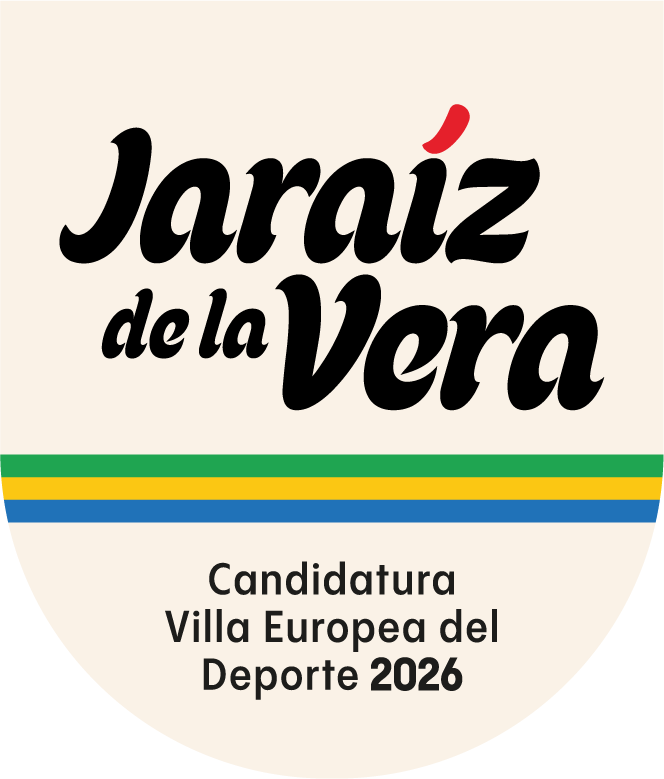 Jaraíz
de la Vera
Candidatura
Villa Europea del
Deporte 2026